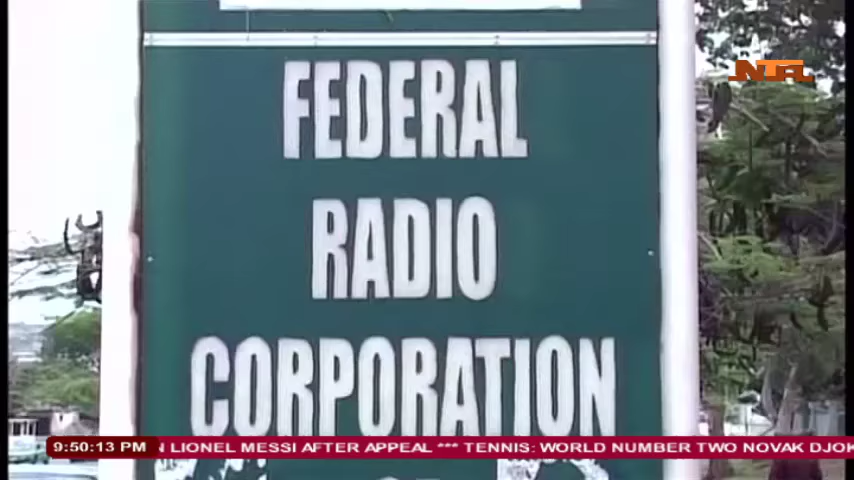 NTA
FEDERAL
RADIO
CORPORATION
9:50:13 PM N LIONEL MESSI AFTER APPEAL *** TENNIS: WORLD NUMBER TWO NOVAK DJOK